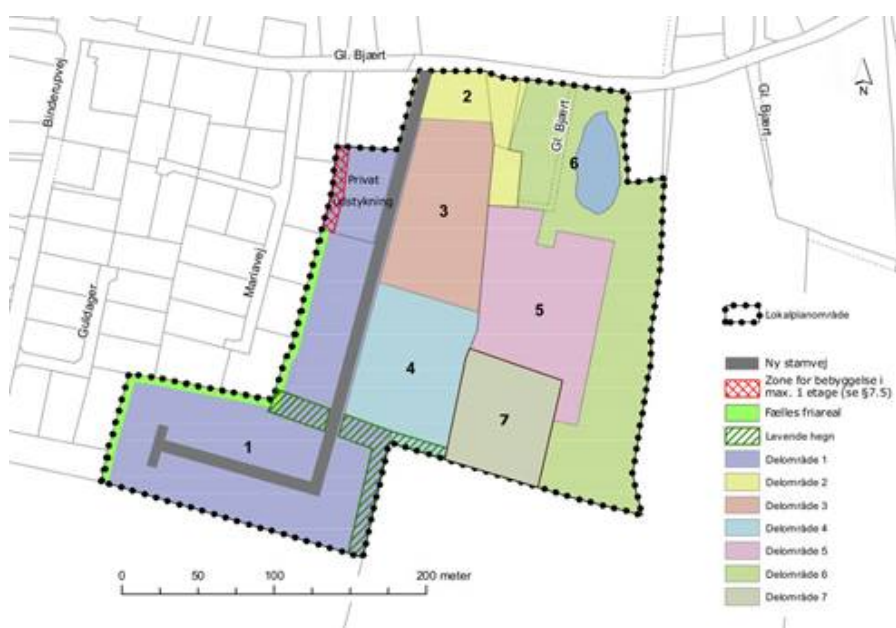 Gl. Bjært
Binderupvej
2
Gl. Bjært
Gl. Bjært
N
6
Privat
udstykning
3
Mariavej
Guldager
5
4
7
1
Lokalplanområde
Ny stamvej
Zone for bebyggelse i
max. 1 etage (se §7.5)
Fælles friareal
Levende hegn
Delområde 1
Delområde 2
Delområde 3
Delområde 4
Delområde 5
Delområde 6
Delområde 7
0 50 100 200 meter